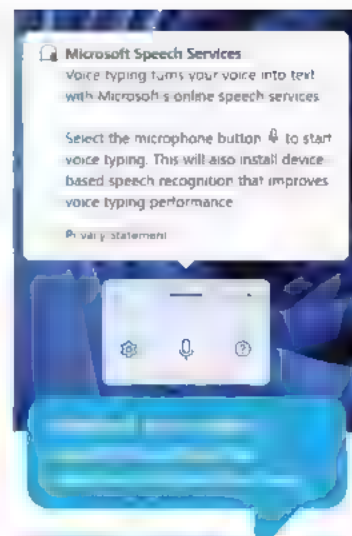 Microsoft Speech Services
Voice typing turns your voice into text
with Microsoft's online speech services
Select the microphone button to start
voice typing. This will also install device
based speech recognition that improves
voice typing performance
Privacy Statement